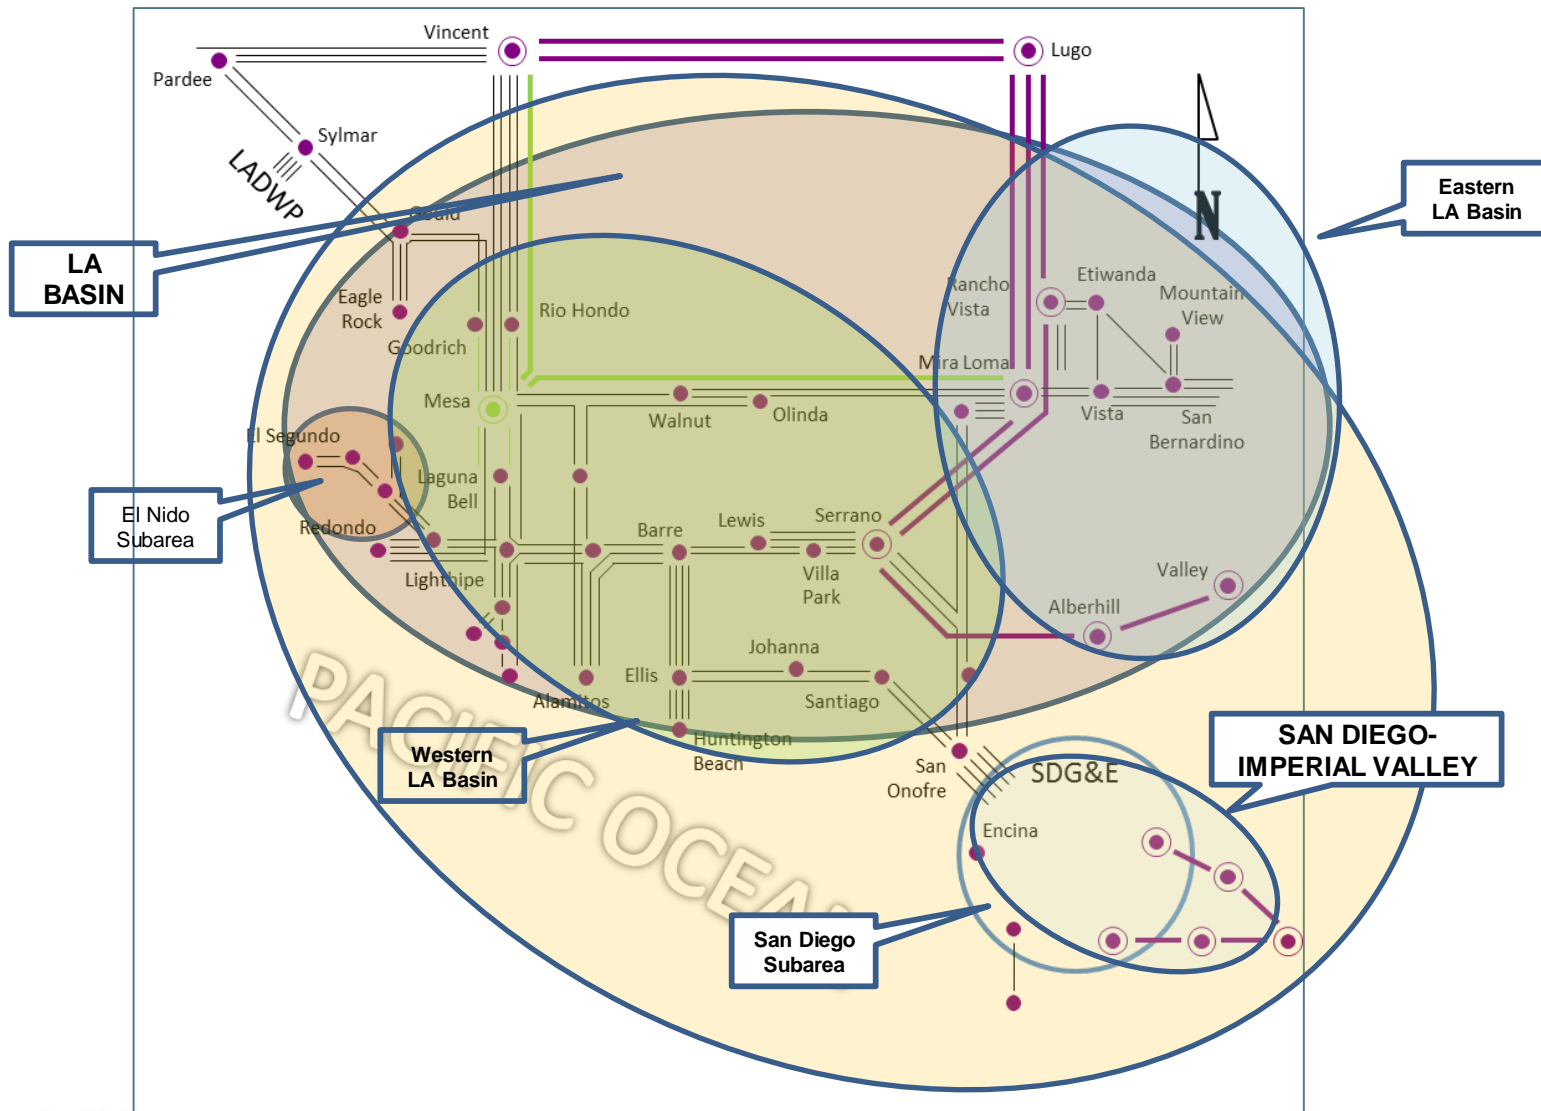 Vincent
Lugo
Pardee
Sylmar
LADWP
Gould
Eastern
LA Basin
N
LA
BASIN
Eagle
Rock
Rio Hondo
Goodrich
Rancho
Vista
Etiwanda
Mountain
View
Mira Loma
Mesa
Walnut
Olinda
Vista
San
Bernardino
El Segundo
Laguna
Bell
El Nido
Subarea
Redondo
Lighthipe
Barre
Lewis
Serrano
Villa
Park
Valley
Alberhill
Johanna
Ellis
Santiago
Alamitos
PACIFIC OCEAN
Western
LA Basin
Huntington
Beach
San
Onofre
SDG&E
SAN DIEGO-
IMPERIAL VALLEY
Encina
San Diego
Subarea